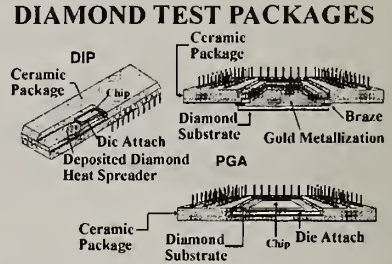 DIAMOND TEST PACKAGES
DIP
Ceramic
Package
Chip
Die Attach
Deposited Diamond
Heat Spreader
Ceramic
Package
Diamond
Substrate
Braze
Gold Metallization
PGA
Ceramic
Package
Diamond
Substrate
Chip
Die Attach